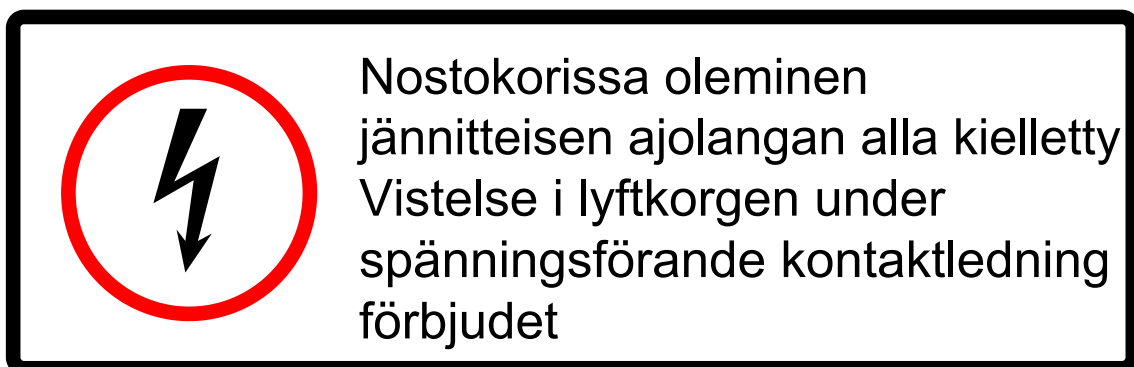 Nostokorissa oleminen
jännitteisen ajolangan alla kielletty
Vistelse i lyftkorgen under
spänningsförande kontaktledning
förbjudet